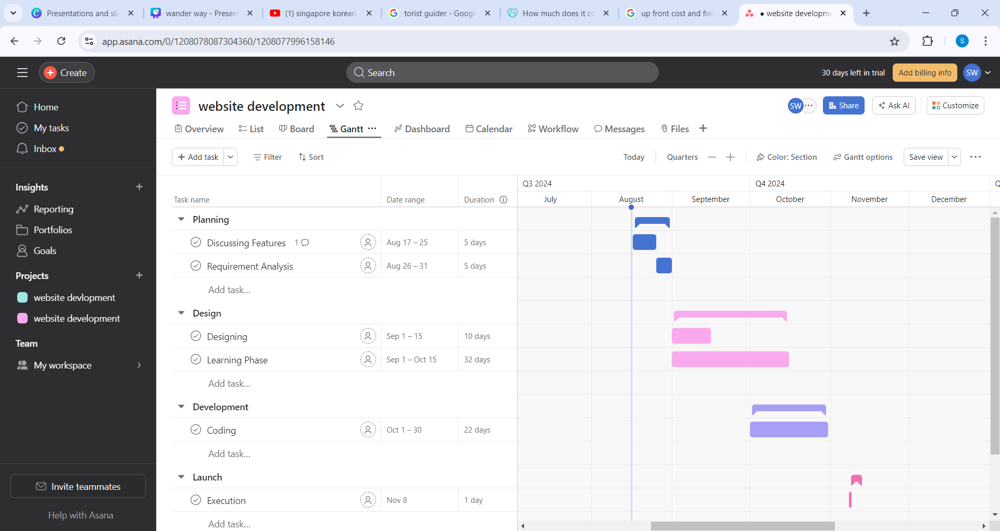 Presentations and sli
wander way - Present
(1) singapore korean
torist guider - Google
How much does it co
up front cost and fixe
• website developme
app.asana.com/0/1208078087304360/1208077996158146
S
Create
Search
30 days left in trial
Add billing info
SW
Home
My tasks
Inbox
Insights
Reporting
Portfolios
Goals
Projects
website devlopment
website development
Team
My workspace
Invite teammates
Help with Asana
website development
SW
Share
Ask AI
Customize
Overview
List
Board
Gantt
Dashboard
Calendar
Workflow
Messages
Files
Add task
Filter
Sort
Today
Quarters
Color: Section
Gantt options
Save view
Task name
Date range
Duration
Q3 2024
Q4 2024
Q
July
August
September
October
November
December
Planning
Discussing Features 1 Aug 17 – 25 5 days
Requirement Analysis Aug 26 – 31 5 days
Add task...
Design
Designing Sep 1 – 15 10 days
Learning Phase Sep 1 – Oct 15 32 days
Add task...
Development
Coding Oct 1 – 30 22 days
Add task...
Launch
Execution Nov 8 1 day
Add task...